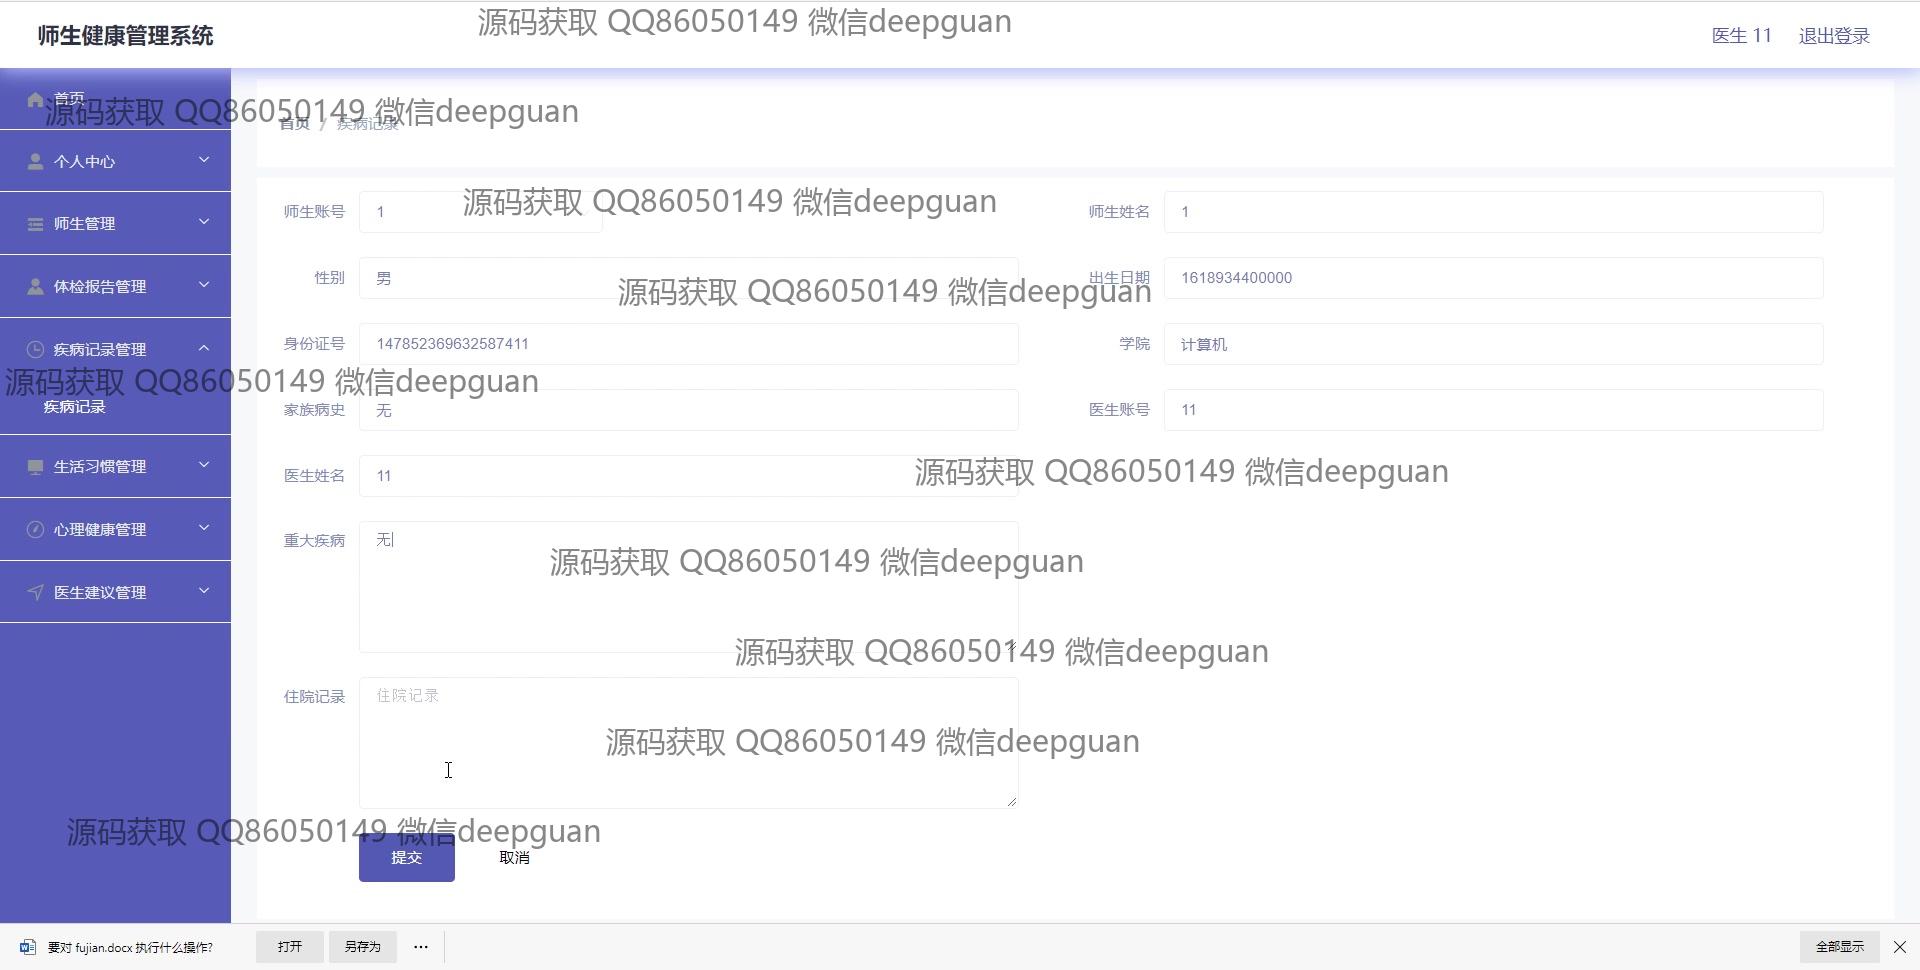 源码获取 QQ86050149 微信deepguan
师生健康管理系统
医生 11 退出登录
首页
源码获取 QQ86050149 微信deepguan
首页 / 疾病记录
个人中心
源码获取 QQ86050149 微信deepguan
师生账号 1 师生姓名 1
师生管理
性别 男 出生日期 1618934400000
体检报告管理
源码获取 QQ86050149 微信deepguan
身份证号 147852369632587411 学院 计算机
疾病记录管理
源码获取 QQ86050149 微信deepguan
疾病记录
家族病史 无 医生账号 11
生活习惯管理
医生姓名 11
源码获取 QQ86050149 微信deepguan
心理健康管理
重大疾病 无
源码获取 QQ86050149 微信deepguan
医生建议管理
源码获取 QQ86050149 微信deepguan
住院记录 住院记录
源码获取 QQ86050149 微信deepguan
源码获取 QQ86050149 微信deepguan
提交 取消
要对 fujian.docx 执行什么操作? 打开 另存为 ··· 全部显示